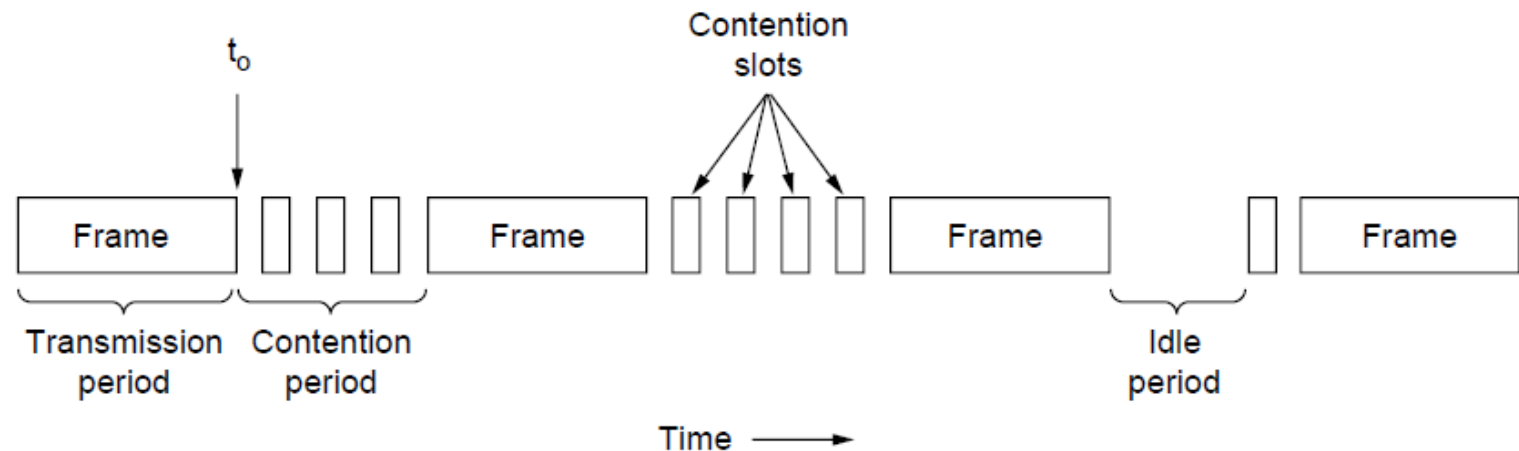 t₀
Contention
slots
Frame
Frame
Frame
Frame
Transmission
period
Contention
period
Idle
period
Time